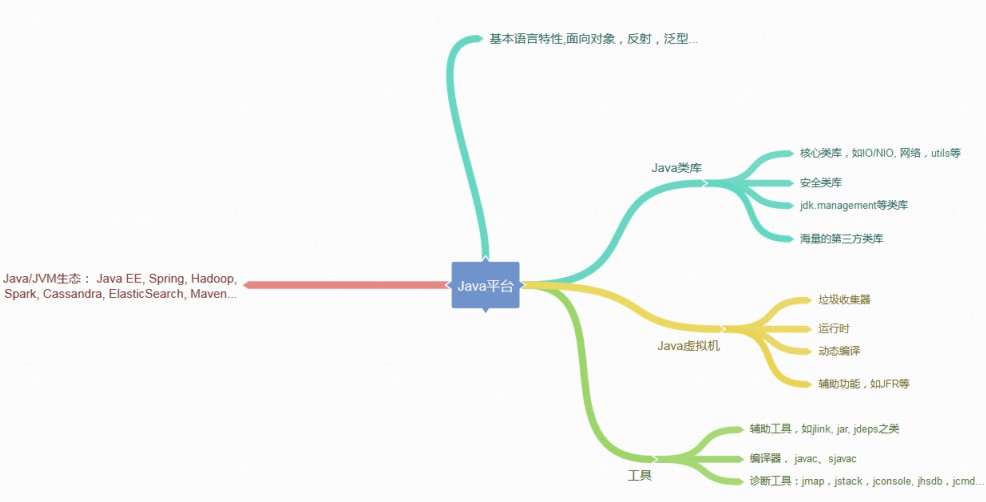 基本语言特性,面向对象，反射，泛型...
Java类库
核心类库，如IO/NIO, 网络，utils等
安全类库
jdk.management等类库
海量的第三方类库
Java/JVM生态： Java EE, Spring, Hadoop,
Spark, Cassandra, ElasticSearch, Maven...
Java平台
Java虚拟机
垃圾收集器
运行时
动态编译
辅助功能，如JFR等
工具
辅助工具，如jlink, jar, jdeps之类
编译器， javac、sjavac
诊断工具：jmap，jstack，jconsole, jhsdb，jcmd...